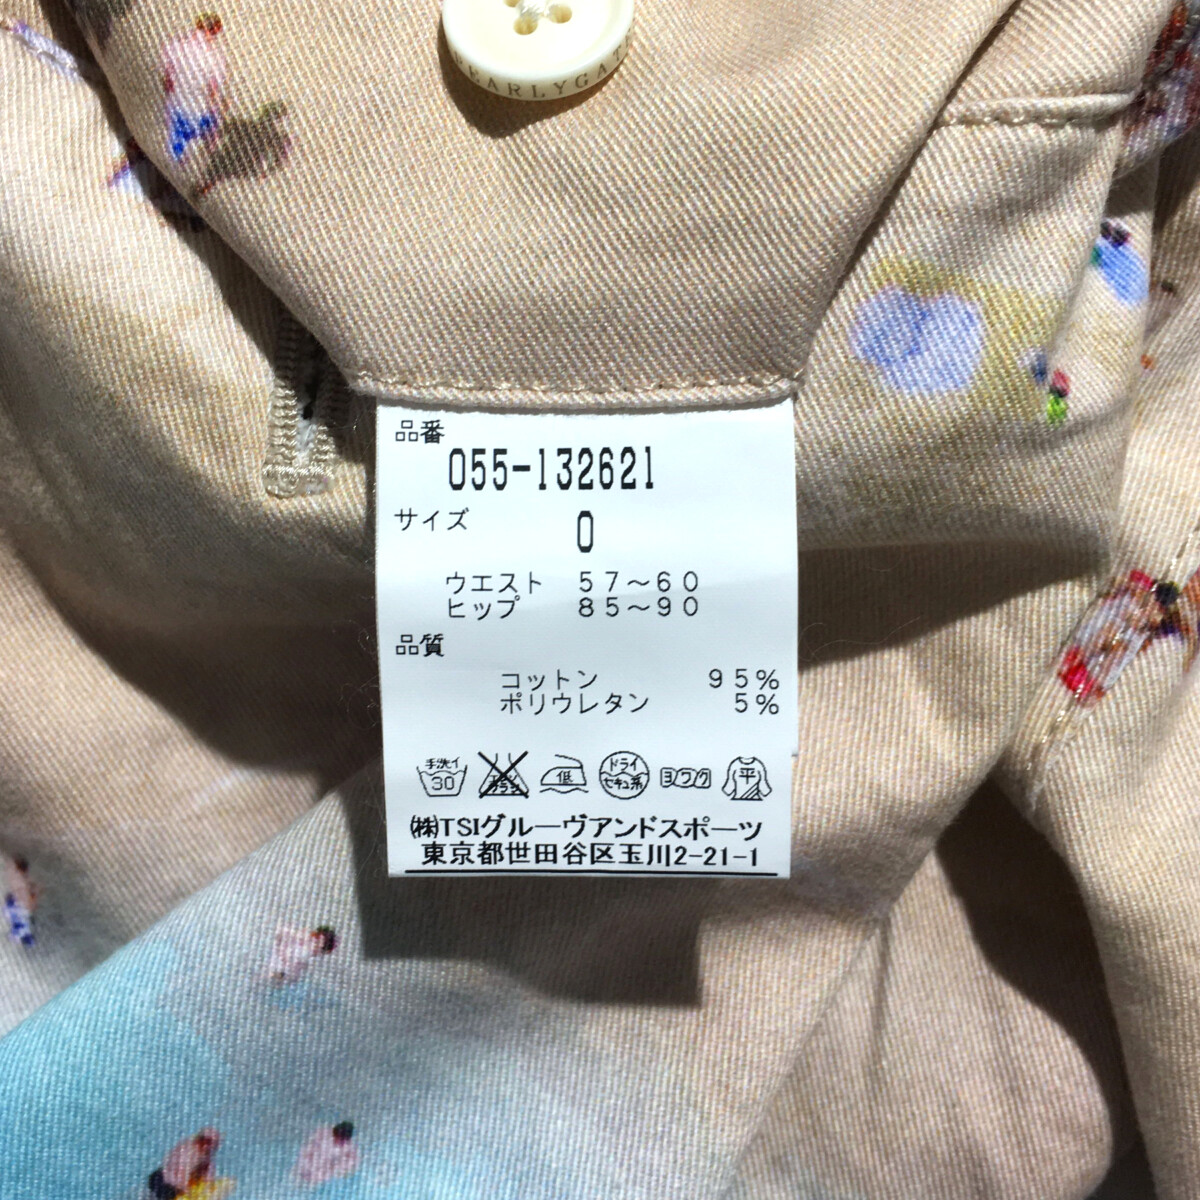 EARLYGAT
品番
055-132621
サイズ 0
ウエスト 57～60
ヒップ 85～90
品質
コットン 95%
ポリウレタン 5%
手洗イ 30 低 ドライ セキユ系 ヨワク 平
㈱TSIグルーヴアンドスポーツ
東京都世田谷区玉川2-21-1